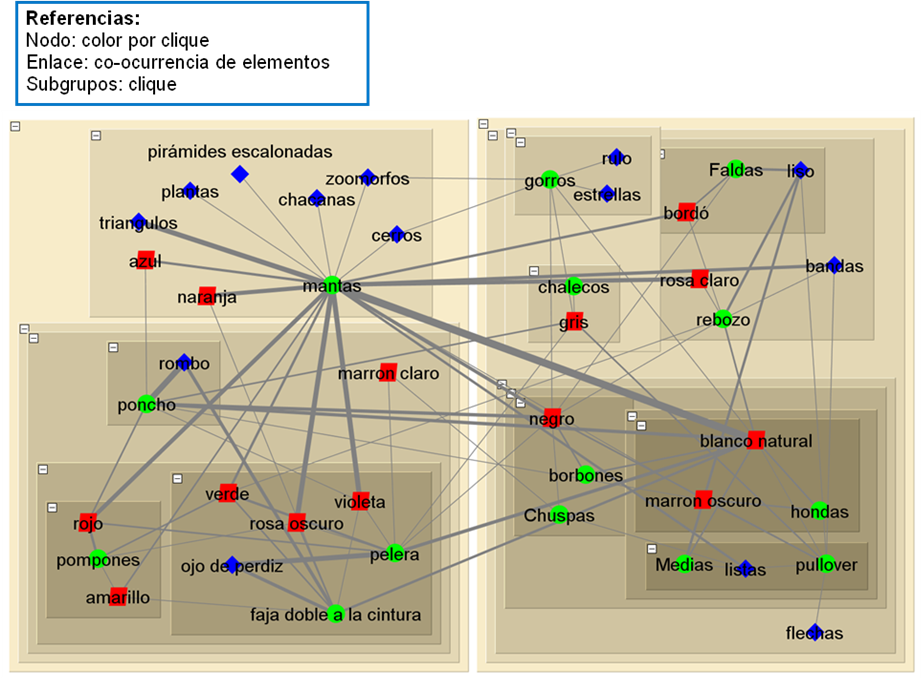 Referencias:
Nodo: color por clique
Enlace: co-ocurrencia de elementos
Subgrupos: clique
pirámides escalonadas
plantas
zoomorfos
chacanas
triangulos
cerros
azul
naranja
mantas
gorros
rulo
estrellas
Faldas
liso
bordó
chalecos
rosa claro
bandas
gris
rebozo
rombo
marron claro
poncho
negro
blanco natural
borbones
verde
violeta
marron oscuro
rojo
rosa oscuro
Chuspas
hondas
pompones
ojo de perdiz
pelera
Medias
listas
pullover
amarillo
faja doble a la cintura
flechas